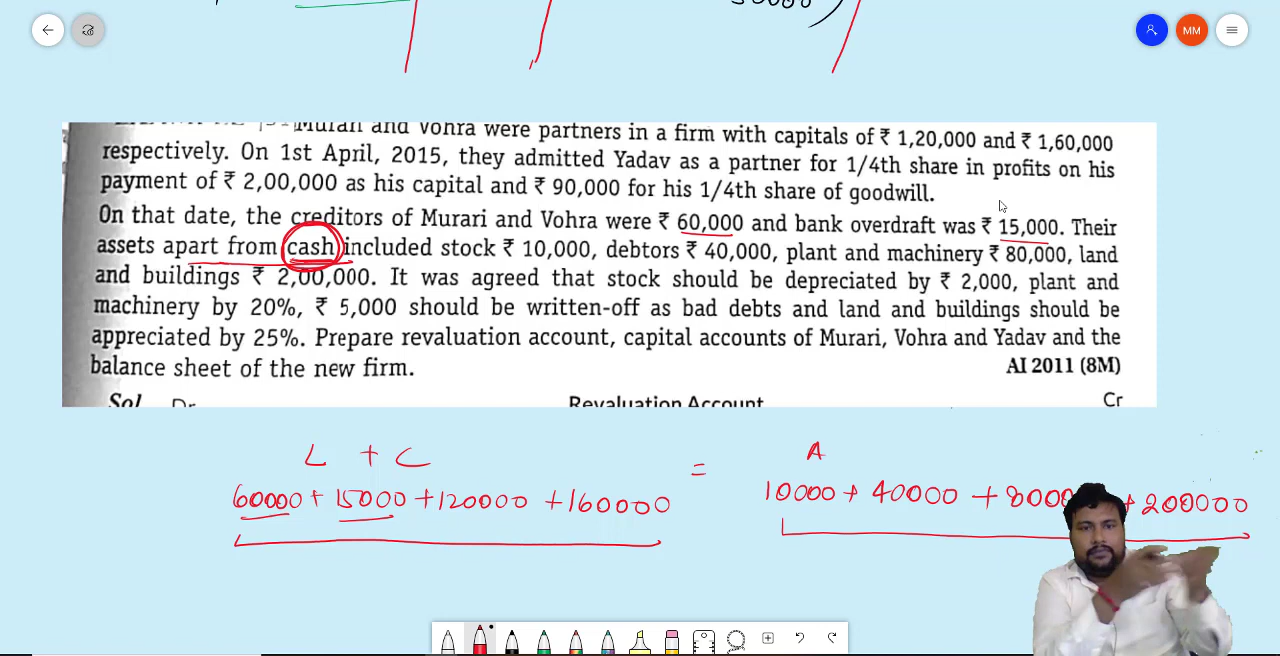 50000)
MM
Murari and Vohra were partners in a firm with capitals of ₹ 1,20,000 and ₹ 1,60,000
respectively. On 1st April, 2015, they admitted Yadav as a partner for 1/4th share in profits on his
payment of ₹ 2,00,000 as his capital and ₹ 90,000 for his 1/4th share of goodwill.
On that date, the creditors of Murari and Vohra were ₹ 60,000 and bank overdraft was ₹ 15,000. Their
assets apart from cash included stock ₹ 10,000, debtors ₹ 40,000, plant and machinery ₹ 80,000, land
and buildings ₹ 2,00,000. It was agreed that stock should be depreciated by ₹ 2,000, plant and
machinery by 20%, ₹ 5,000 should be written-off as bad debts and land and buildings should be
appreciated by 25%. Prepare revaluation account, capital accounts of Murari, Vohra and Yadav and the
balance sheet of the new firm. AI 2011 (8M)
Sol Dr Revaluation Account Cr
L + C = A
60000 + 15000 + 120000 + 160000 10000 + 40000 + 8000 + 200000